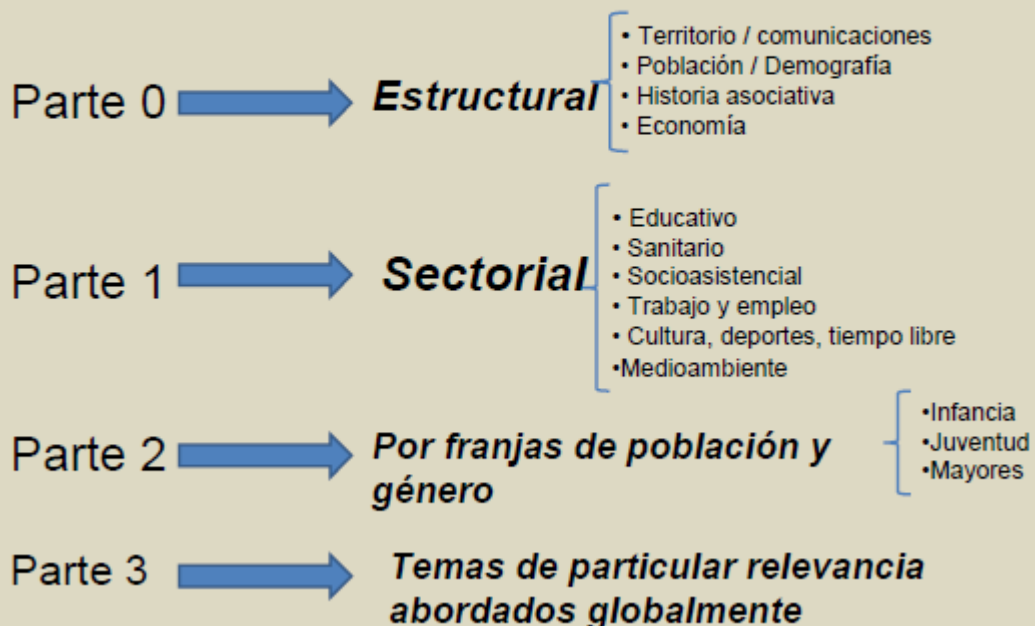 Parte 0
Estructural
• Territorio / comunicaciones
• Población / Demografía
• Historia asociativa
• Economía
Parte 1
Sectorial
• Educativo
• Sanitario
• Socioasistencial
• Trabajo y empleo
• Cultura, deportes, tiempo libre
•Medioambiente
Parte 2
Por franjas de población y
género
•Infancia
•Juventud
•Mayores
Parte 3
Temas de particular relevancia
abordados globalmente